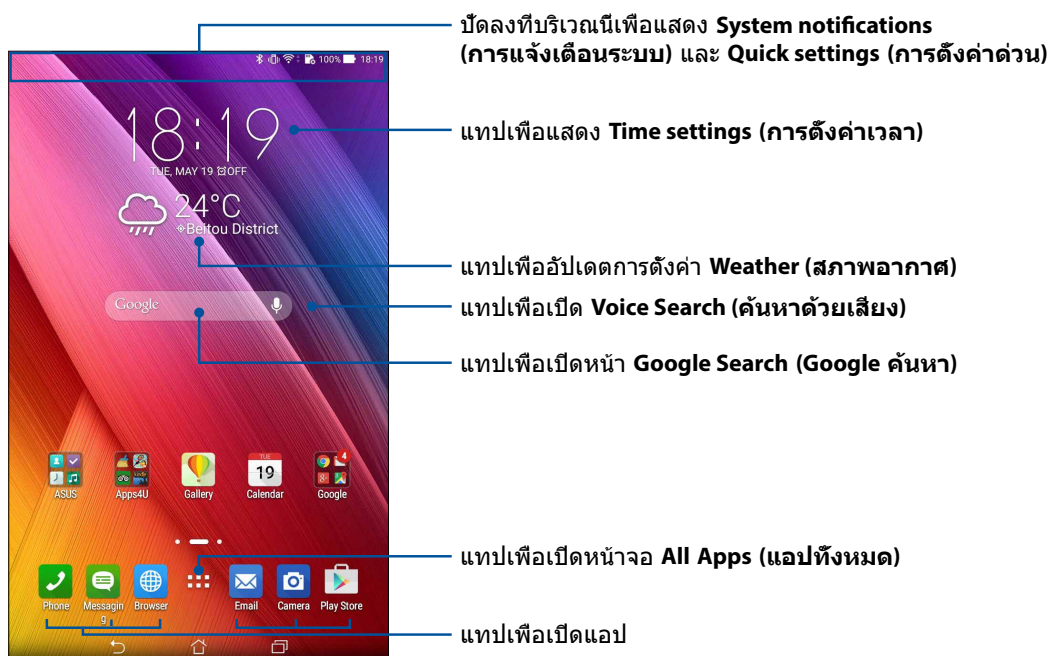 ปัดลงที่บริเวณนี้เพื่อแสดง System notifications
(การแจ้งเตือนระบบ) และ Quick settings (การตั้งค่าด่วน)
100% 18:19
18:19
แทปเพื่อแสดง Time settings (การตั้งค่าเวลา)
TUE, MAY 19 OFF
24°C
Beitou District
แทปเพื่ออัปเดตการตั้งค่า Weather (สภาพอากาศ)
Google
แทปเพื่อเปิด Voice Search (ค้นหาด้วยเสียง)
แทปเพื่อเปิดหน้า Google Search (Google ค้นหา)
TUE
19
4
ASUS Apps4U Gallery Calendar Google
แทปเพื่อเปิดหน้าจอ All Apps (แอปทั้งหมด)
Phone Messagin Browser Email Camera Play Store
g
แทปเพื่อเปิดแอป